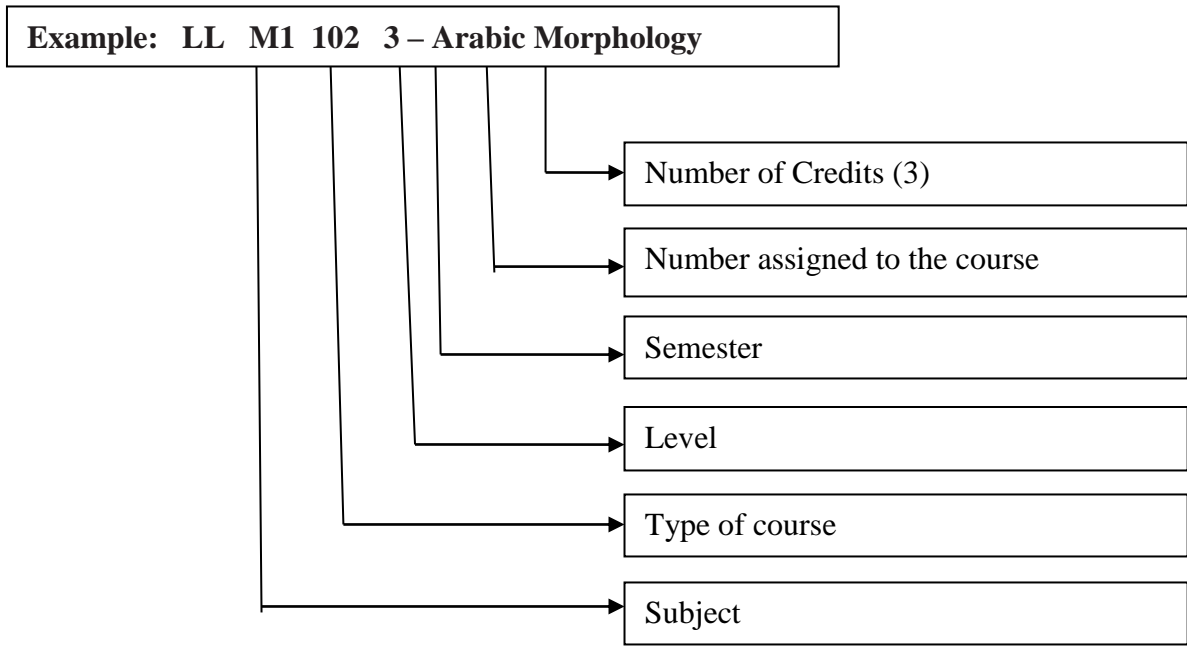 Example: LL M1 102 3 – Arabic Morphology
Number of Credits (3)
Number assigned to the course
Semester
Level
Type of course
Subject